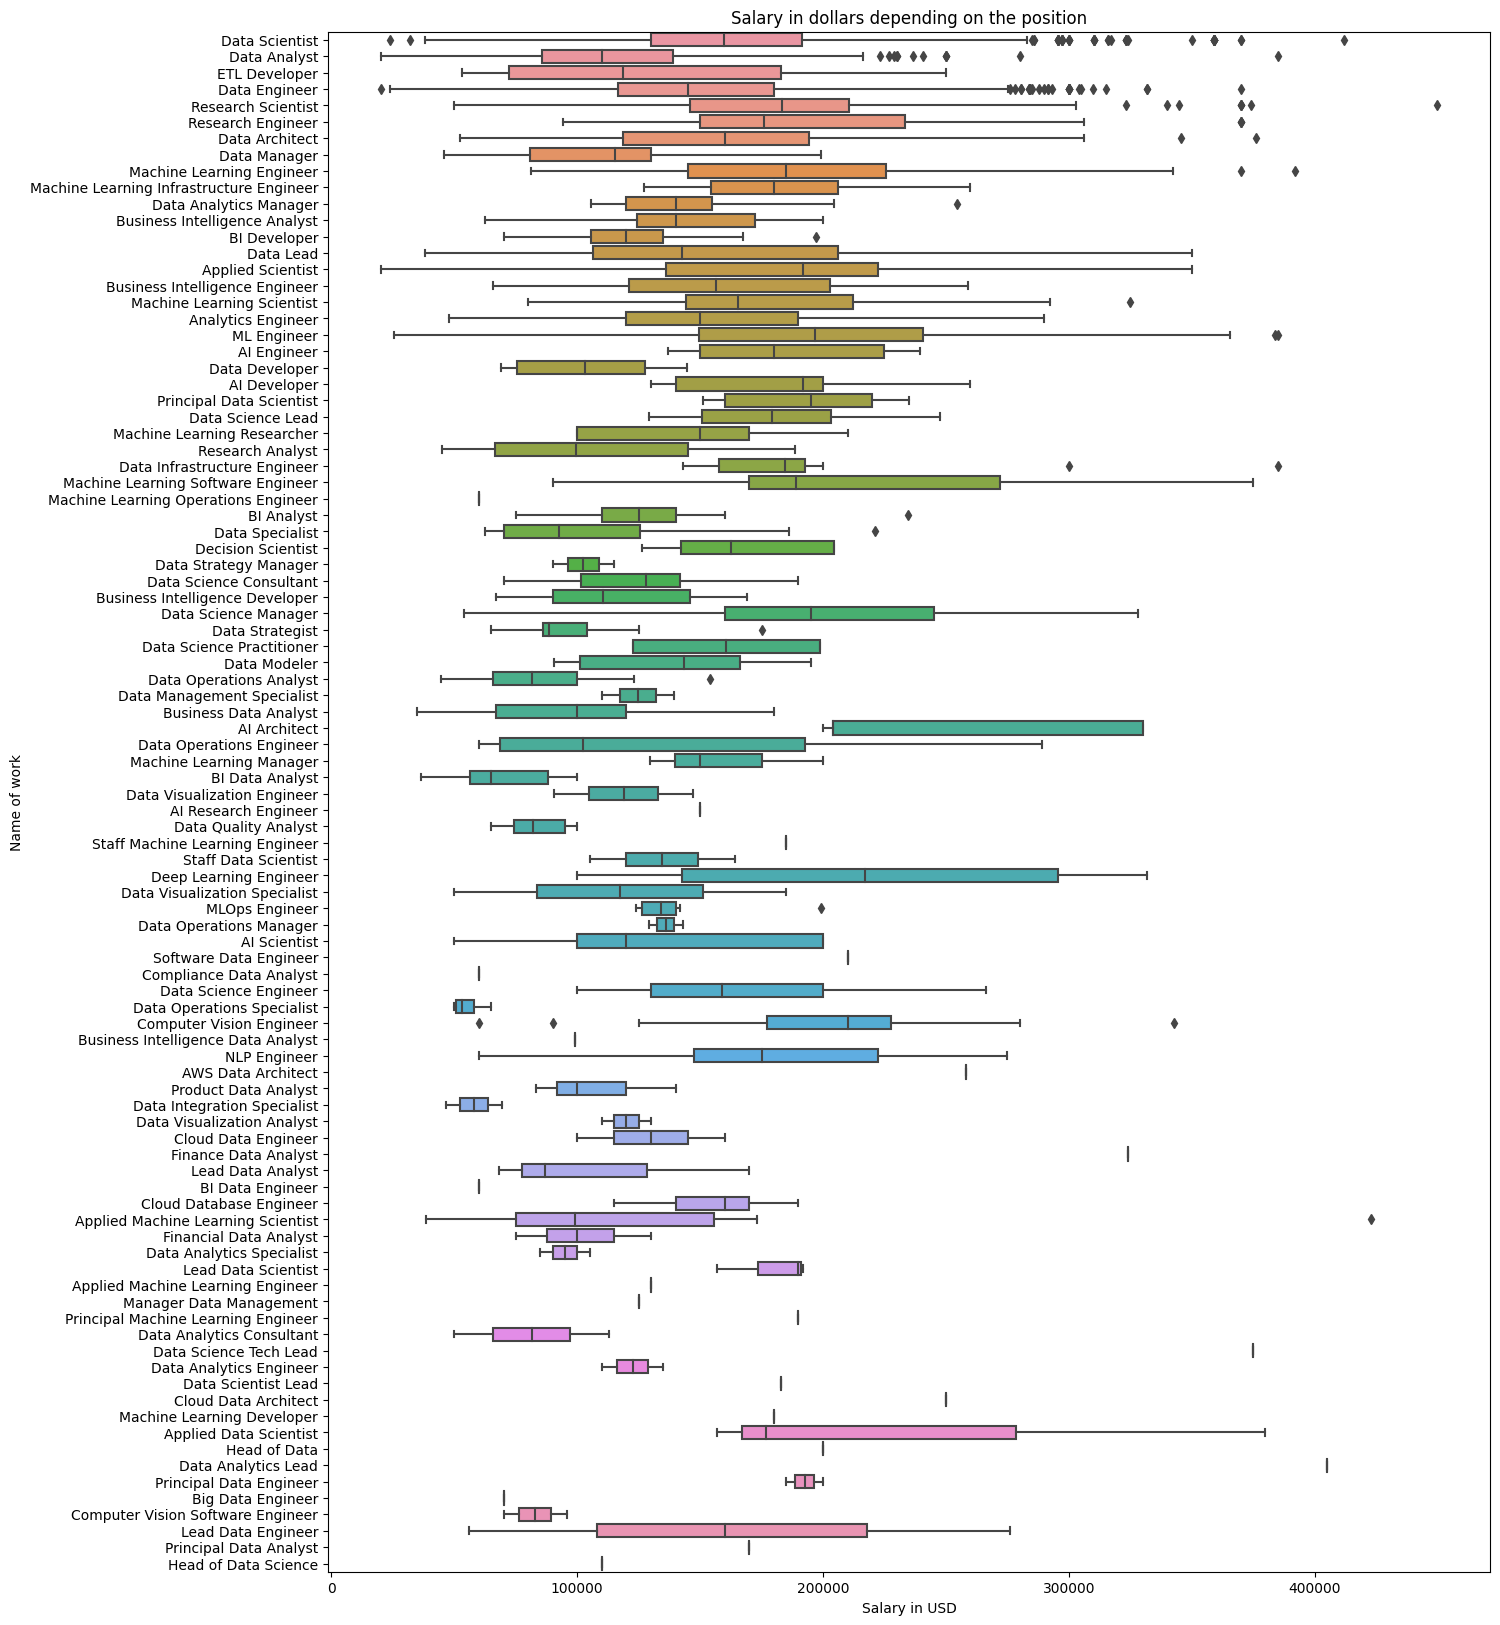 Salary in dollars depending on the position
Name of work
Data Scientist
Data Analyst
ETL Developer
Data Engineer
Research Scientist
Research Engineer
Data Architect
Data Manager
Machine Learning Engineer
Machine Learning Infrastructure Engineer
Data Analytics Manager
Business Intelligence Analyst
BI Developer
Data Lead
Applied Scientist
Business Intelligence Engineer
Machine Learning Scientist
Analytics Engineer
ML Engineer
AI Engineer
Data Developer
AI Developer
Principal Data Scientist
Data Science Lead
Machine Learning Researcher
Research Analyst
Data Infrastructure Engineer
Machine Learning Software Engineer
Machine Learning Operations Engineer
BI Analyst
Data Specialist
Decision Scientist
Data Strategy Manager
Data Science Consultant
Business Intelligence Developer
Data Science Manager
Data Strategist
Data Science Practitioner
Data Modeler
Data Operations Analyst
Data Management Specialist
Business Data Analyst
AI Architect
Data Operations Engineer
Machine Learning Manager
BI Data Analyst
Data Visualization Engineer
AI Research Engineer
Data Quality Analyst
Staff Machine Learning Engineer
Staff Data Scientist
Deep Learning Engineer
Data Visualization Specialist
MLOps Engineer
Data Operations Manager
AI Scientist
Software Data Engineer
Compliance Data Analyst
Data Science Engineer
Data Operations Specialist
Computer Vision Engineer
Business Intelligence Data Analyst
NLP Engineer
AWS Data Architect
Product Data Analyst
Data Integration Specialist
Data Visualization Analyst
Cloud Data Engineer
Finance Data Analyst
Lead Data Analyst
BI Data Engineer
Cloud Database Engineer
Applied Machine Learning Scientist
Financial Data Analyst
Data Analytics Specialist
Lead Data Scientist
Applied Machine Learning Engineer
Manager Data Management
Principal Machine Learning Engineer
Data Analytics Consultant
Data Science Tech Lead
Data Analytics Engineer
Data Scientist Lead
Cloud Data Architect
Machine Learning Developer
Applied Data Scientist
Head of Data
Data Analytics Lead
Principal Data Engineer
Big Data Engineer
Computer Vision Software Engineer
Lead Data Engineer
Principal Data Analyst
Head of Data Science
0 100000 200000 300000 400000
Salary in USD